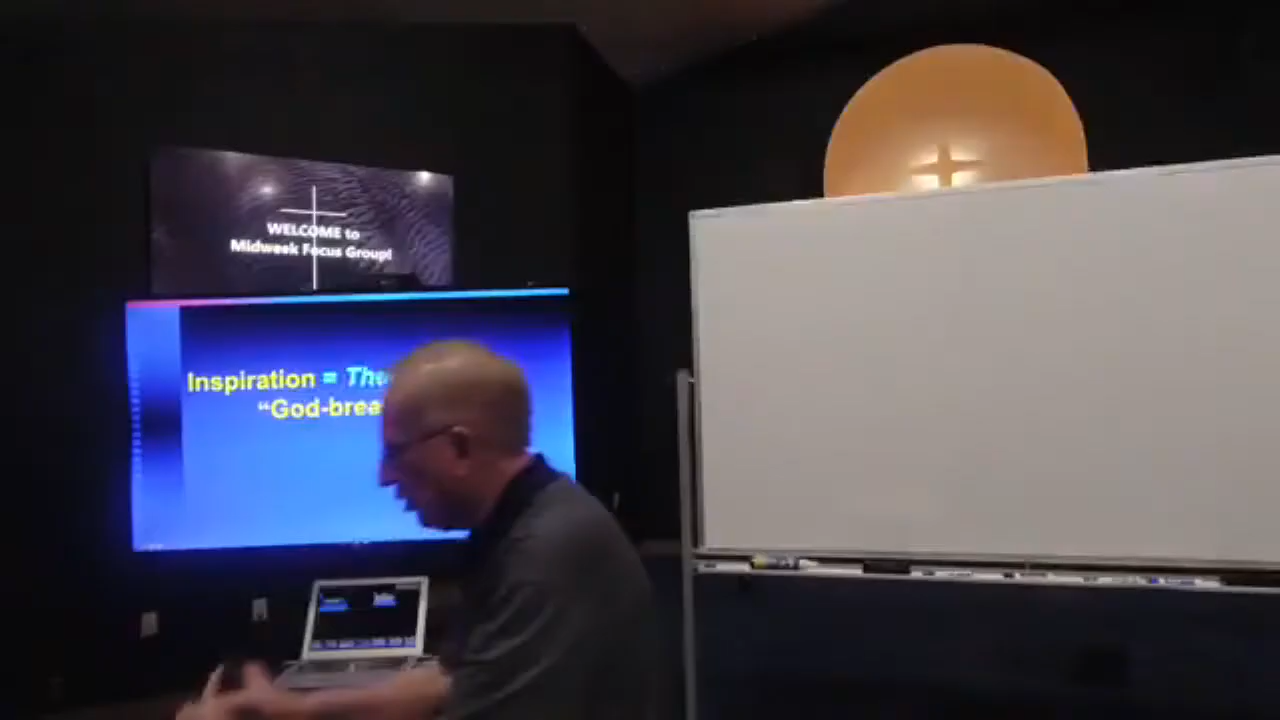 WELCOME to
Midweek Focus Group!
Inspiration =
"God-brea